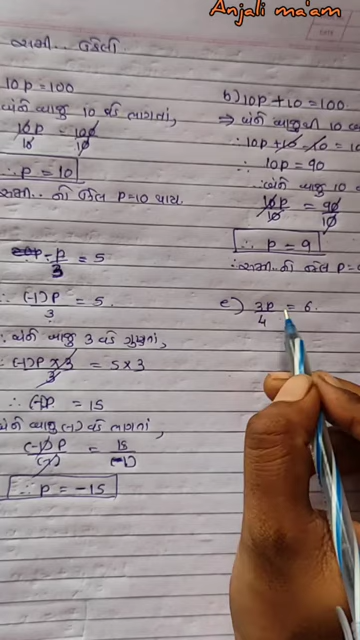 Anjali ma'am
સમી.. ઉકેલી
10p = 100
બંને બાજુ 10 વડે ભાગતાં,
10p/10 = 100/10
∴ p = 10
સમી.. નો ઉકેલ p=10 થાય.
-p/3 = 5
∴ (-1)p/3 = 5.
∴ બંને બાજુ 3 વડે ગુણતાં,
(-1)p × 3/3 = 5×3
∴ (-1)p = 15
બંને બાજુ (-1) વડે ભાગતાં
(-1)p/(-1) = 15/(-1)
∴ p = -15
b) 10p + 10 = 100
⇒ બંને બાજુથી 10
∴ 10p + 10 - 10 = 10
∴ 10p = 90
∴ બંને બાજુ 10 વ
10p/10 = 90/10
∴ p = 9
∴ સમી.. નો ઉકેલ p=
e) 3p/4 = 6.